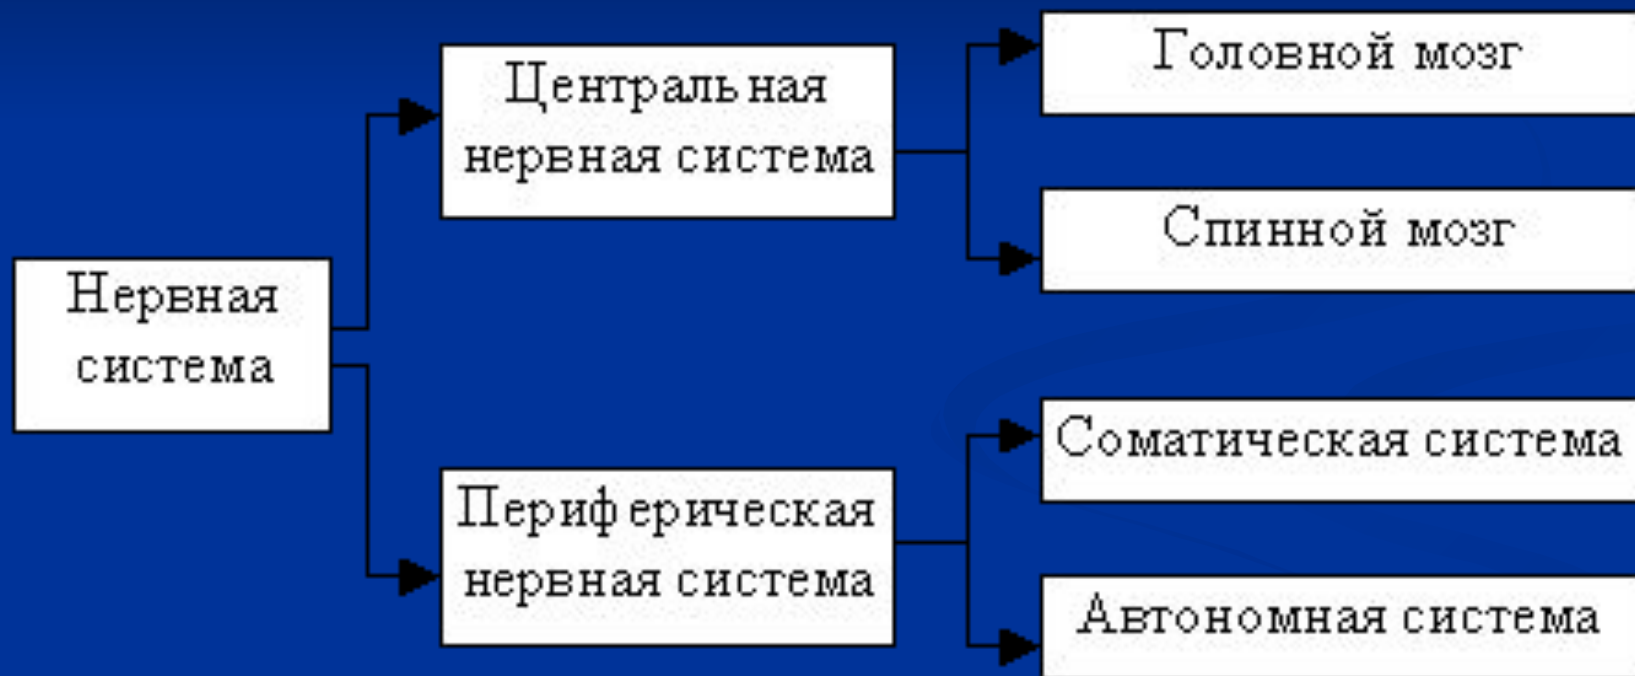 Нервная
система
Центральная
нервная система
Периферическая
нервная система
Головной мозг
Спинной мозг
Соматическая система
Автономная система